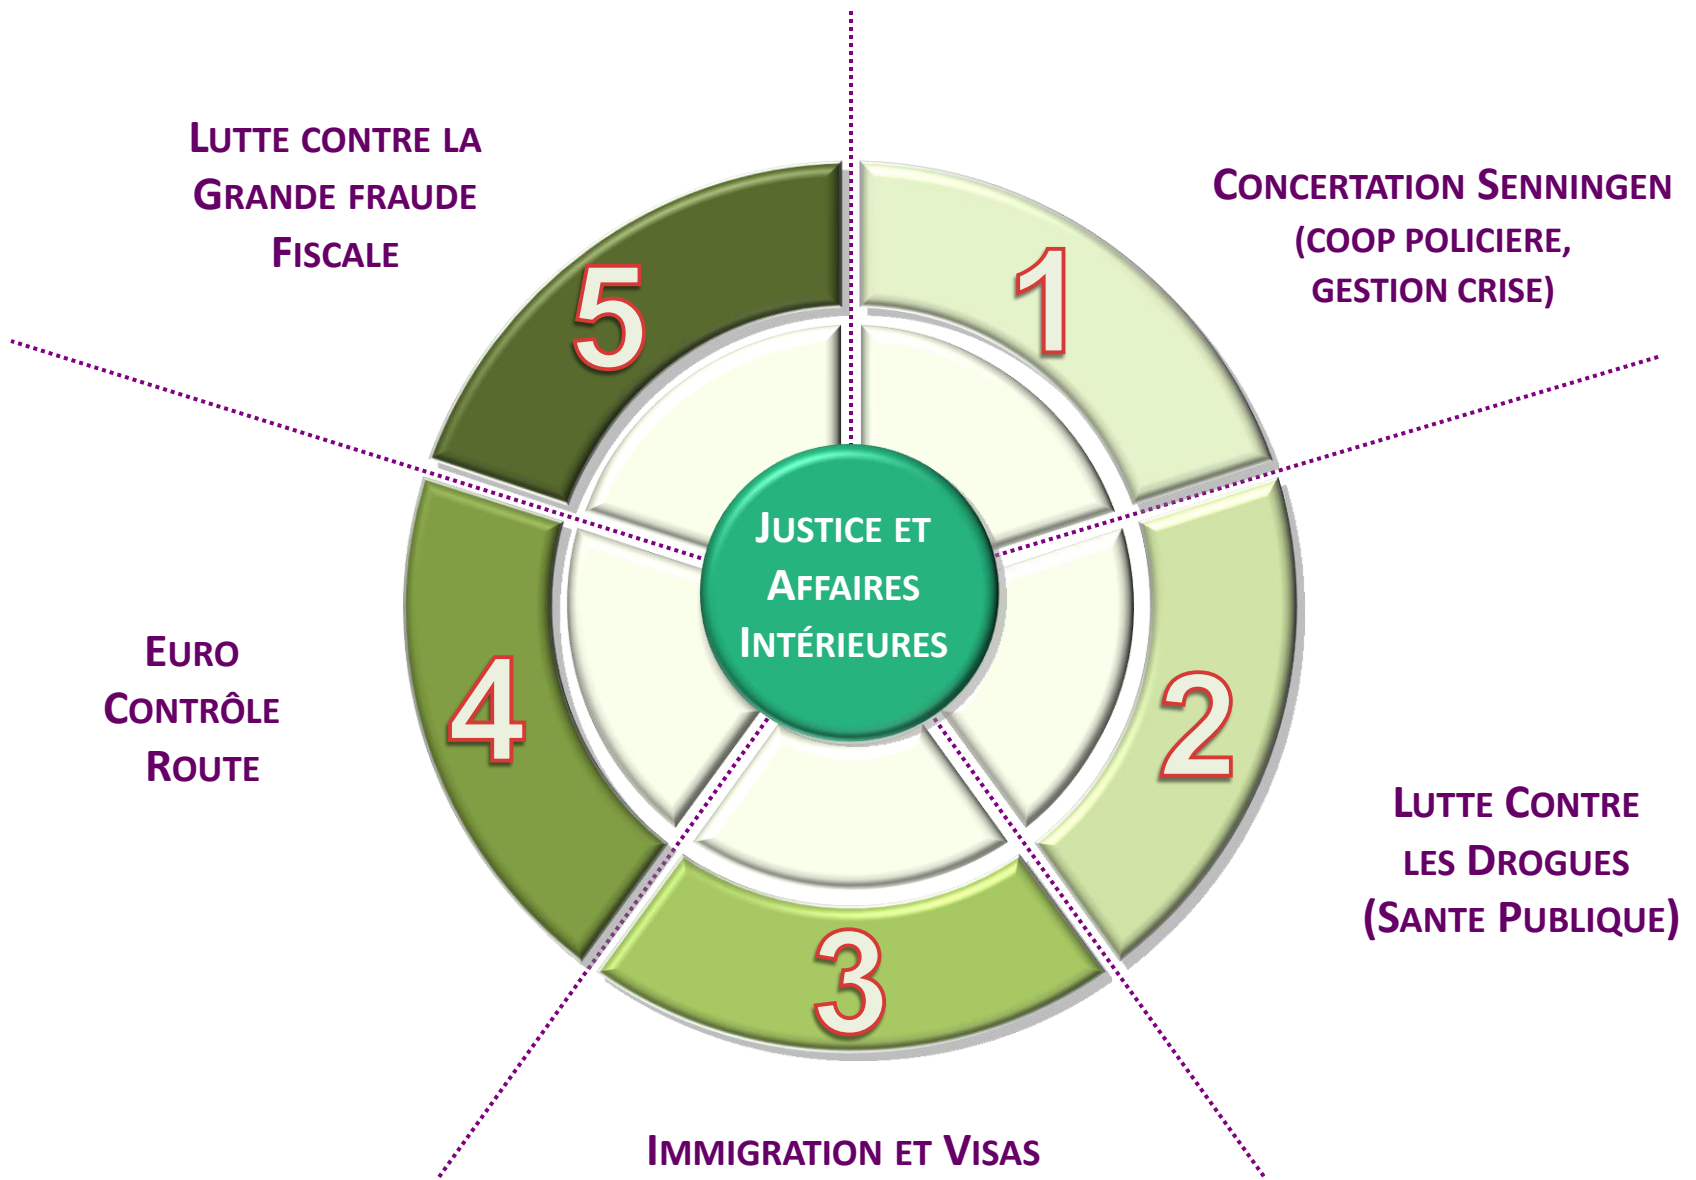 LUTTE CONTRE LA
GRANDE FRAUDE
FISCALE
5
1
CONCERTATION SENNINGEN
(COOP POLICIERE,
GESTION CRISE)
JUSTICE ET
AFFAIRES
INTÉRIEURES
EURO
CONTRÔLE
ROUTE
4
2
LUTTE CONTRE
LES DROGUES
(SANTE PUBLIQUE)
3
IMMIGRATION ET VISAS